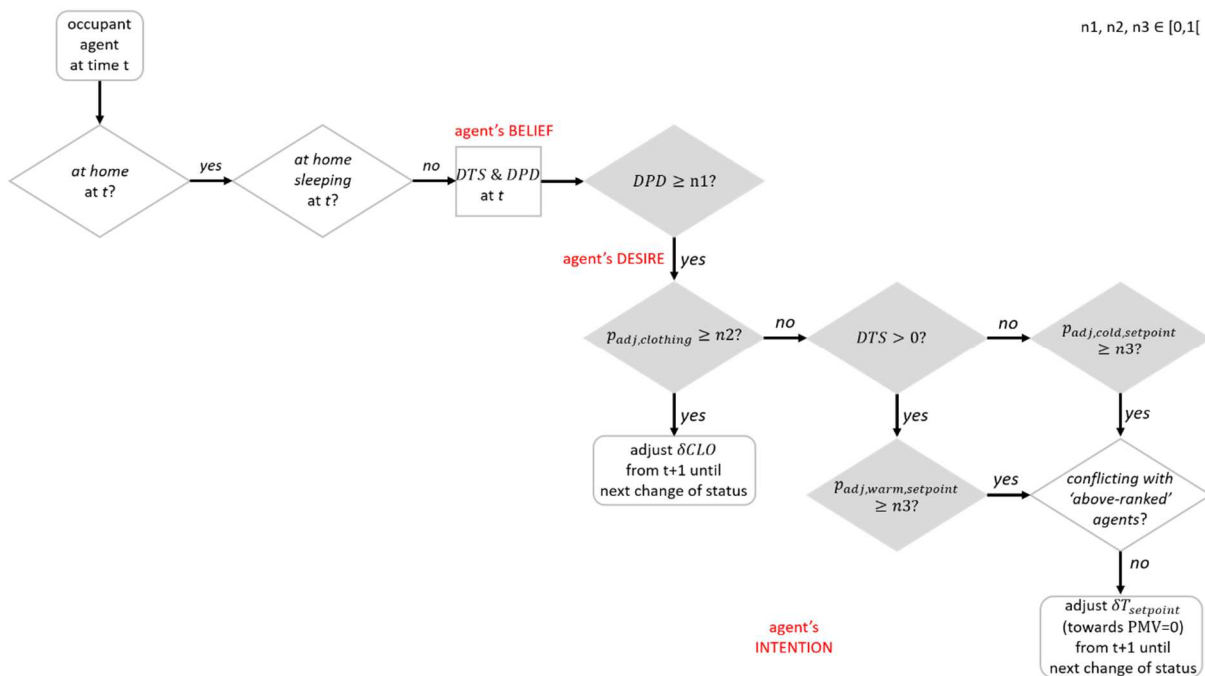 occupant
agent
at time t
n1, n2, n3 ∈ [0,1[
agent's BELIEF
at home
at t?
yes
at home
sleeping
at t?
no
DTS & DPD
at t
DPD ≥ n1?
agent's DESIRE
yes
p_adj,clothing ≥ n2?
no
DTS > 0?
no
p_adj,cold,setpoint
≥ n3?
yes
yes
yes
adjust δCLO
from t+1 until
next change of status
p_adj,warm,setpoint
≥ n3?
yes
conflicting with
'above-ranked'
agents?
no
agent's
INTENTION
adjust δT_setpoint
(towards PMV=0)
from t+1 until
next change of status